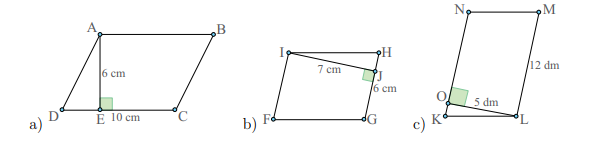 A B
6 cm
D E 10 cm C
a)
I H
7 cm J
6 cm
F G
b)
N M
12 dm
O 5 dm
K L
c)